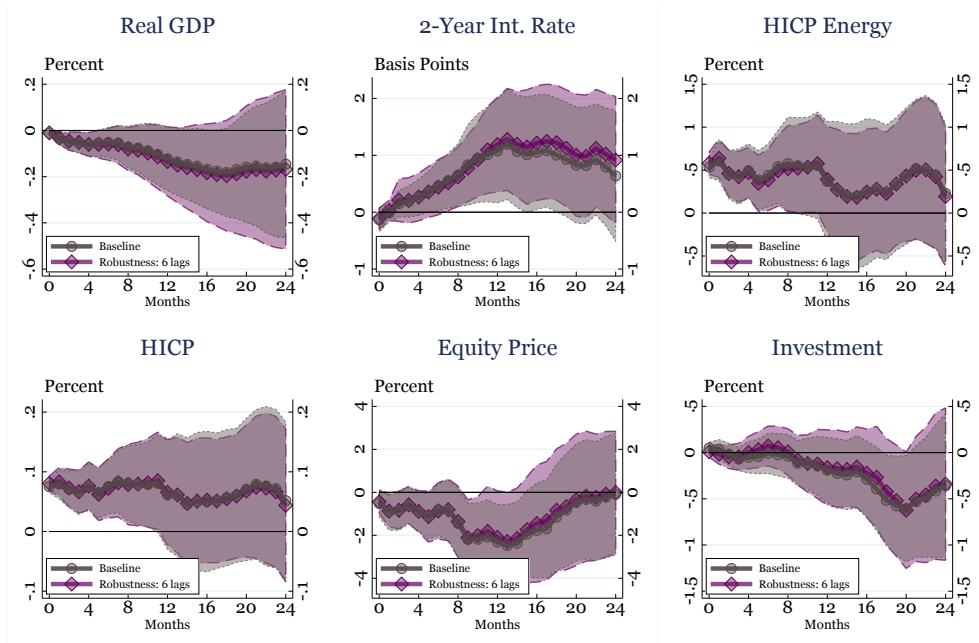 Real GDP
Percent
-.6 -.4 -.2 0 .2
-.6 -.4 -.2 0 .2
Baseline
Robustness: 6 lags
0 4 8 12 16 20 24
Months
2-Year Int. Rate
Basis Points
-1 0 1 2
-1 0 1 2
Baseline
Robustness: 6 lags
0 4 8 12 16 20 24
Months
HICP Energy
Percent
-.5 0 .5 1 1.5
-.5 0 .5 1 1.5
Baseline
Robustness: 6 lags
0 4 8 12 16 20 24
Months
HICP
Percent
-.1 0 .1 .2
-.1 0 .1 .2
Baseline
Robustness: 6 lags
0 4 8 12 16 20 24
Months
Equity Price
Percent
-4 -2 0 2 4
-4 -2 0 2 4
Baseline
Robustness: 6 lags
0 4 8 12 16 20 24
Months
Investment
Percent
-1.5 -1 -.5 0 .5
-1.5 -1 -.5 0 .5
Baseline
Robustness: 6 lags
0 4 8 12 16 20 24
Months